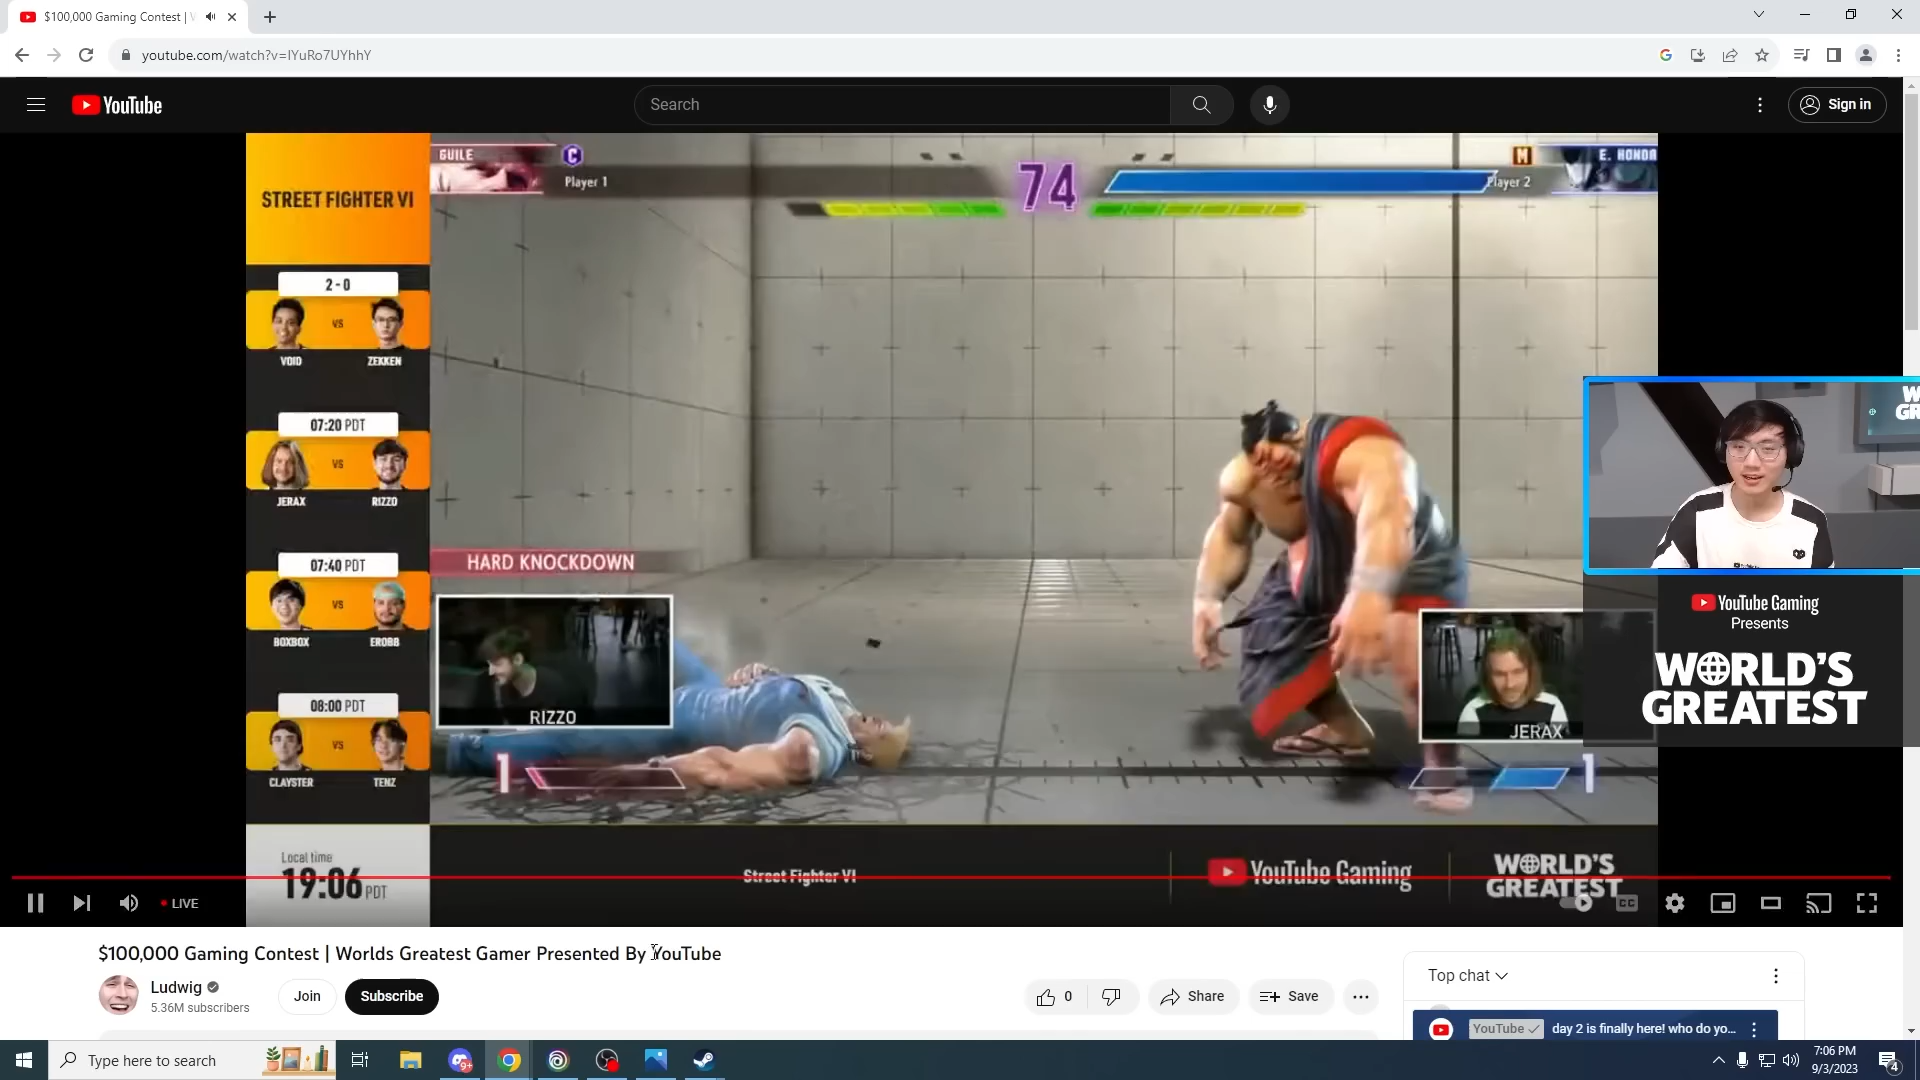 $100,000 Gaming Contest |
youtube.com/watch?v=IYuRo7UYhhY
YouTube
Search
Sign in
STREET FIGHTER VI
2 - 0
VS
VOID
ZEKKEN
07:20 PDT
VS
JERAX
RIZZO
07:40 PDT
VS
BOXBOX
EROBB
08:00 PDT
VS
CLAYSTER
TENZ
Local time
19:06 PDT
GUILE
C
Player 1
74
M
E. HONDA
Player 2
HARD KNOCKDOWN
RIZZO
JERAX
1
1
YouTube Gaming
Presents
WORLD'S
GREATEST
Street Fighter VI
YouTube Gaming
WORLD'S
GREATEST
LIVE
CC
$100,000 Gaming Contest | Worlds Greatest Gamer Presented By YouTube
Ludwig
5.36M subscribers
Join
Subscribe
0
Share
Save
Top chat
YouTube
day 2 is finally here! who do yo...
Type here to search
9+
7:06 PM
9/3/2023
4